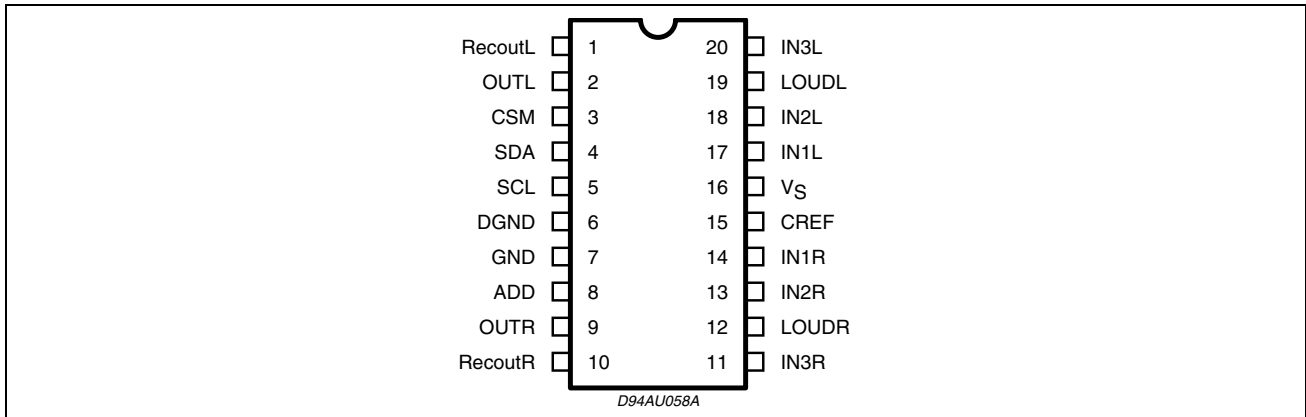 RecoutL 1 20 IN3L
OUTL 2 19 LOUDL
CSM 3 18 IN2L
SDA 4 17 IN1L
SCL 5 16 VS
DGND 6 15 CREF
GND 7 14 IN1R
ADD 8 13 IN2R
OUTR 9 12 LOUDR
RecoutR 10 11 IN3R
D94AU058A